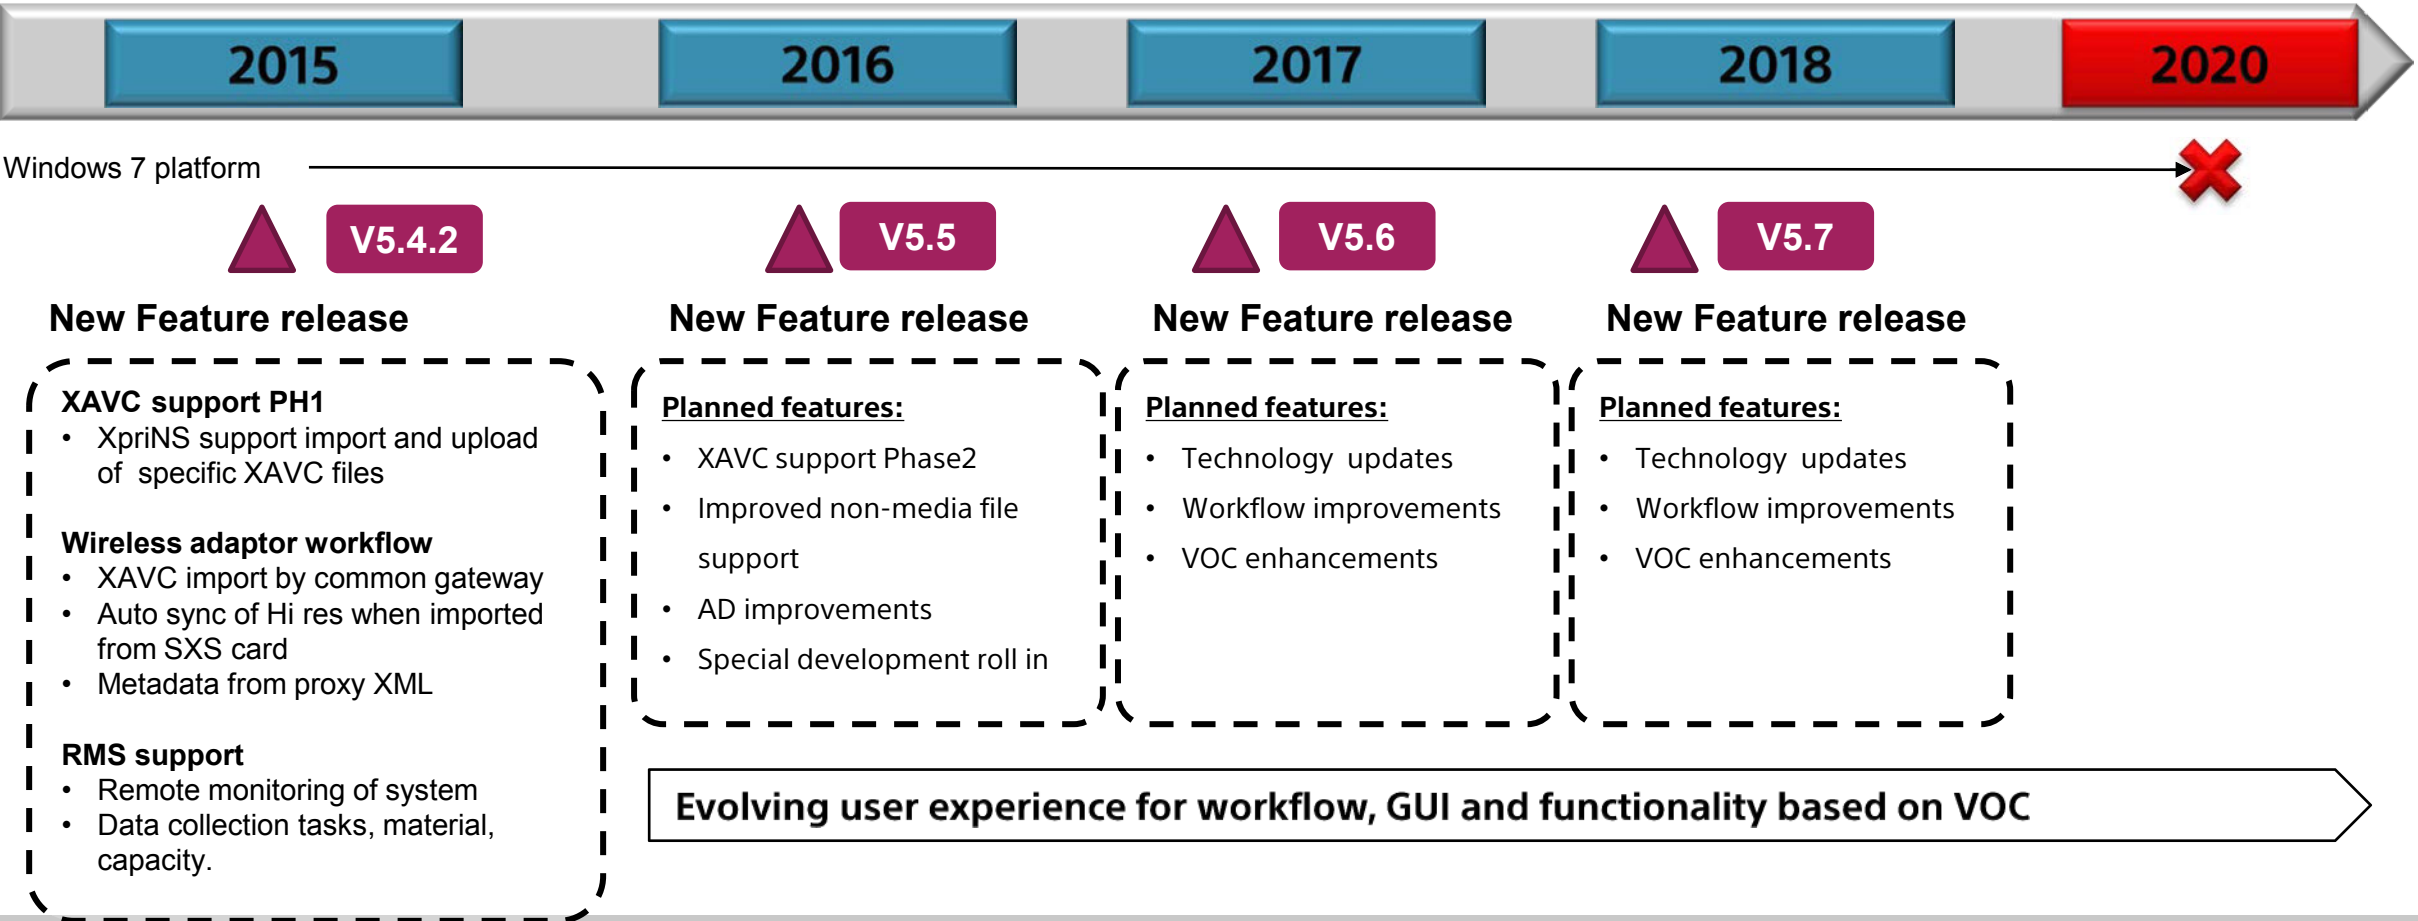 2015
2016
2017
2018
2020
Windows 7 platform
V5.4.2
V5.5
V5.6
V5.7
New Feature release
New Feature release
New Feature release
New Feature release
XAVC support PH1
• XpriNS support import and upload
of specific XAVC files
Wireless adaptor workflow
• XAVC import by common gateway
• Auto sync of Hi res when imported
from SXS card
• Metadata from proxy XML
RMS support
• Remote monitoring of system
• Data collection tasks, material,
capacity.
Planned features:
• XAVC support Phase2
• Improved non-media file
support
• AD improvements
• Special development roll in
Planned features:
• Technology updates
• Workflow improvements
• VOC enhancements
Planned features:
• Technology updates
• Workflow improvements
• VOC enhancements
Evolving user experience for workflow, GUI and functionality based on VOC